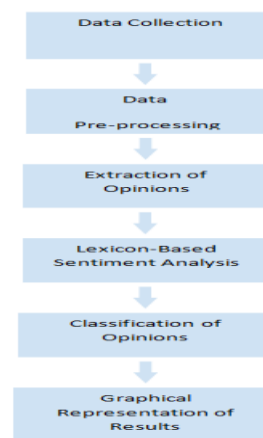 Data Collection
Data
Pre-processing
Extraction of
Opinions
Lexicon-Based
Sentiment Analysis
Classification of
Opinions
Graphical
Representation of
Results